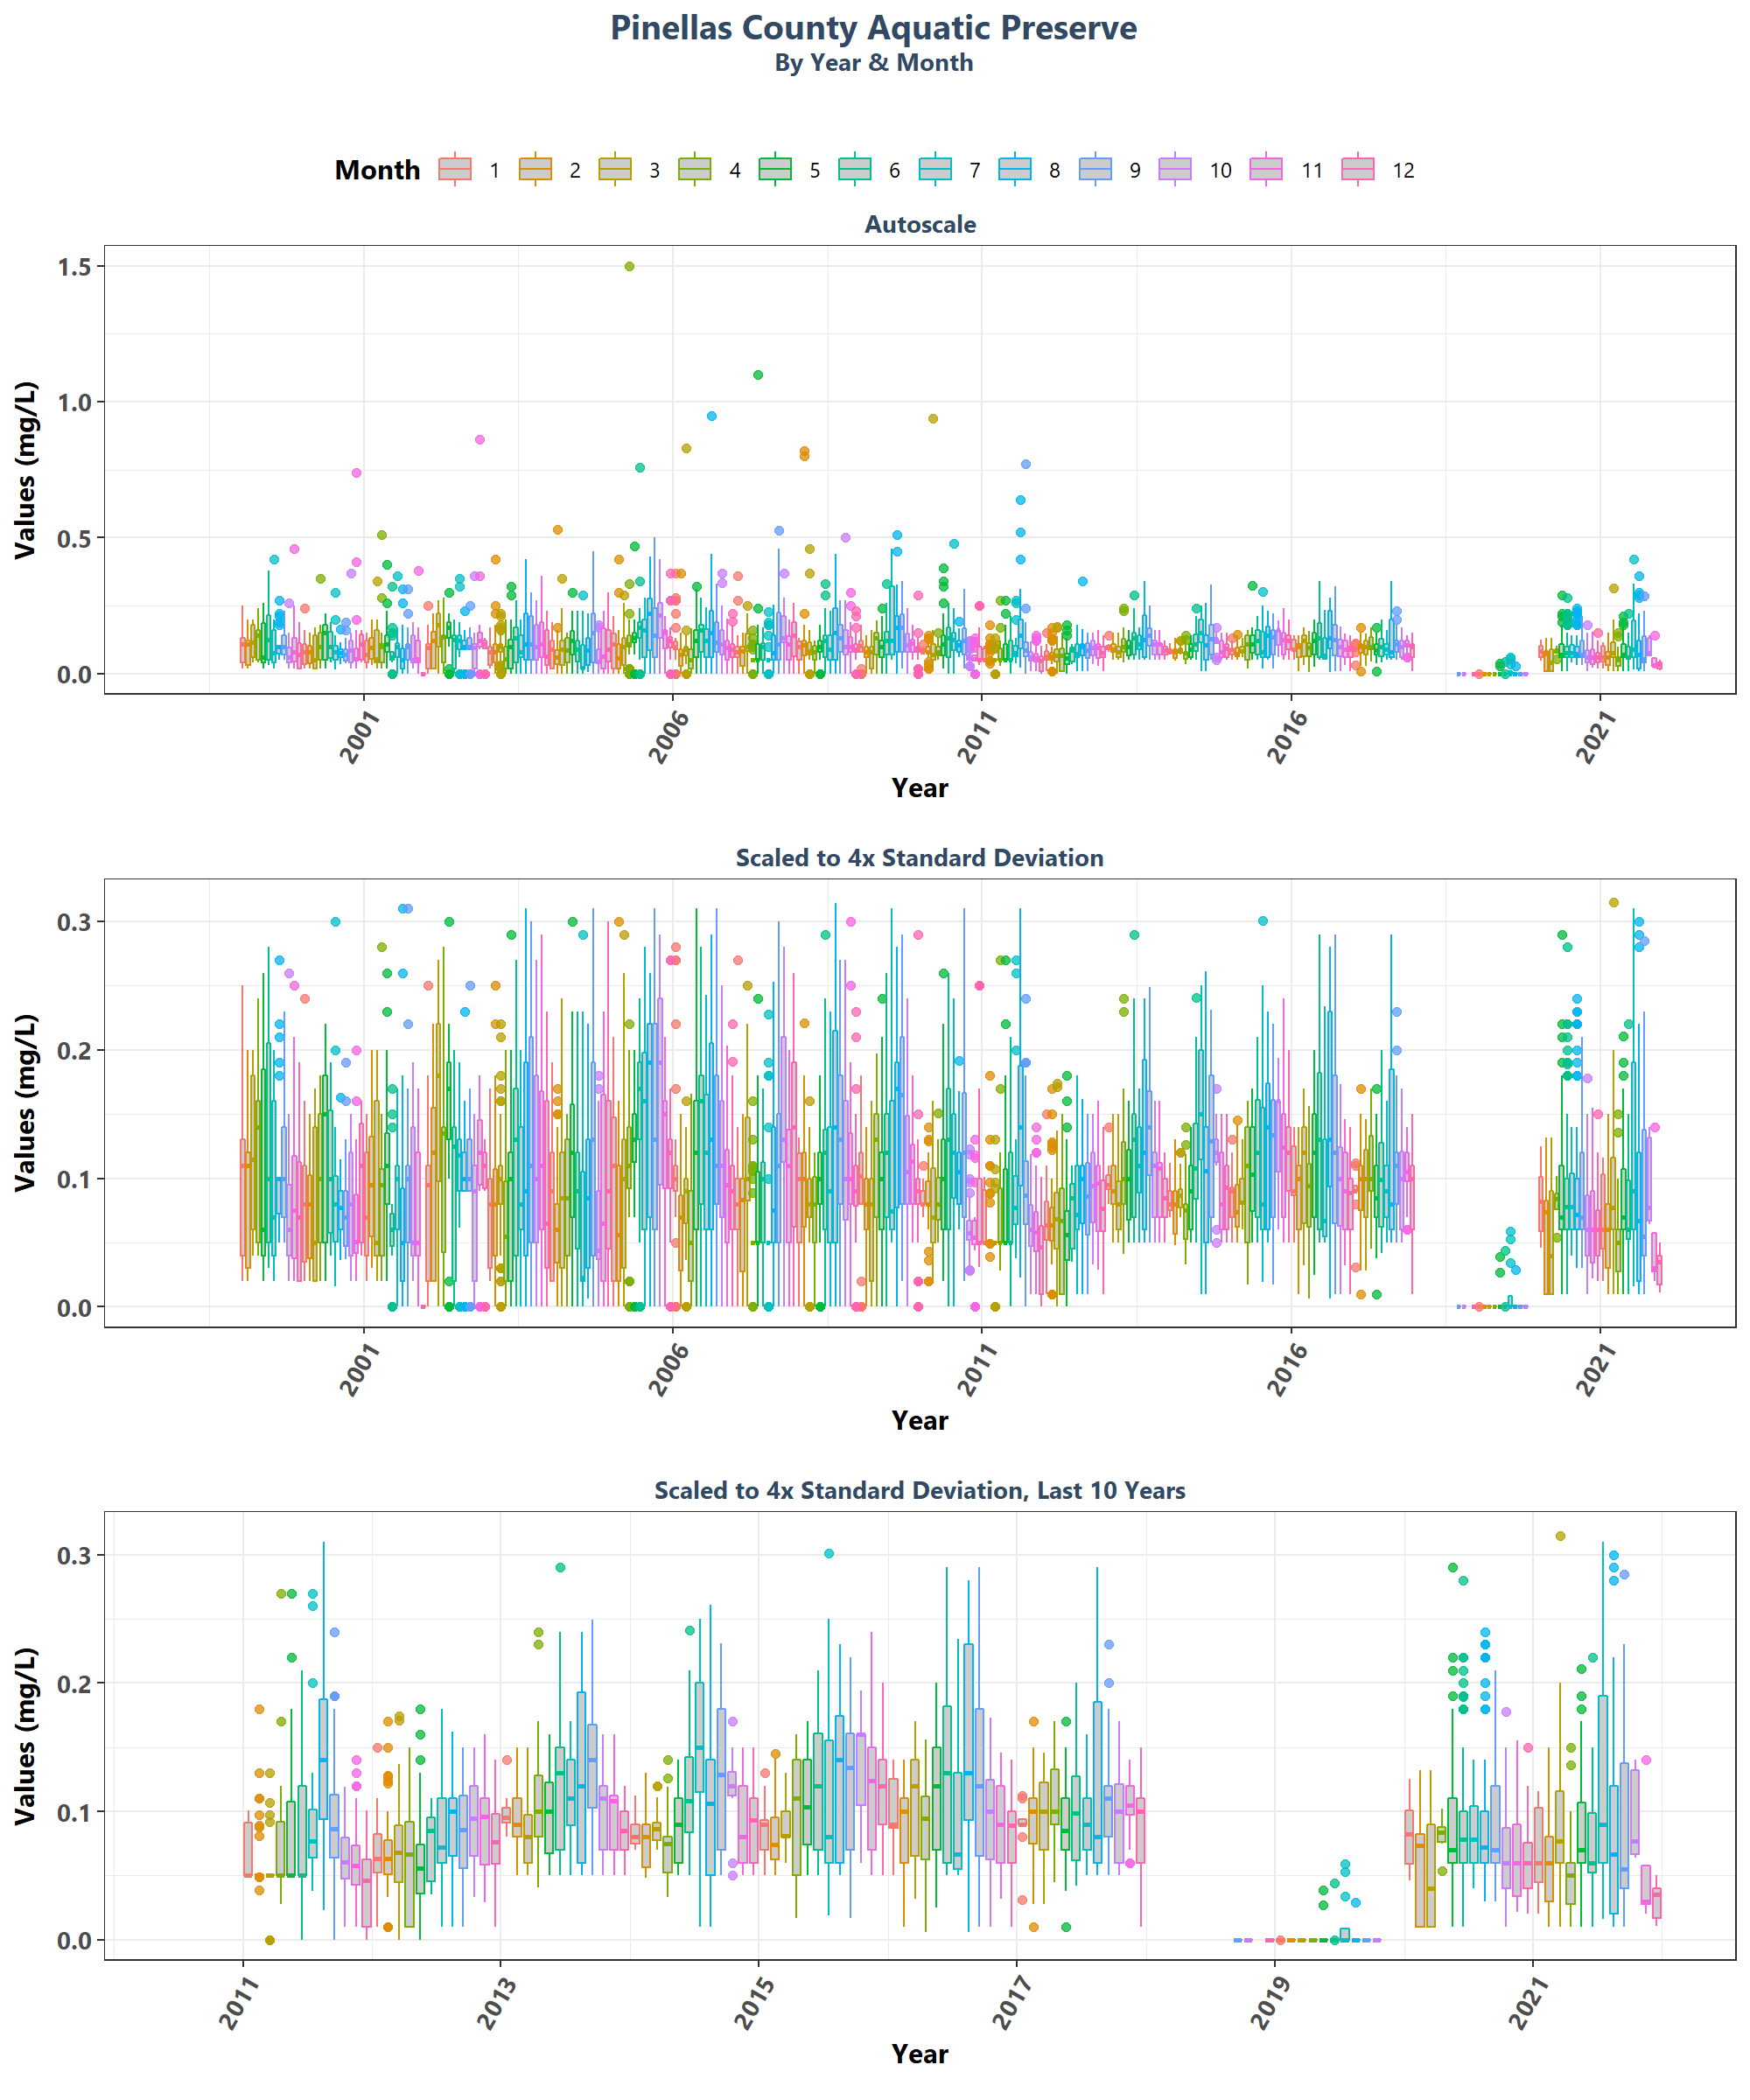 Pinellas County Aquatic Preserve
By Year & Month
Month 1 2 3 4 5 6 7 8 9 10 11 12
Autoscale
Values (mg/L)
1.5
1.0
0.5
0.0
2001 2006 2011 2016 2021
Year
Scaled to 4x Standard Deviation
Values (mg/L)
0.3
0.2
0.1
0.0
2001 2006 2011 2016 2021
Year
Scaled to 4x Standard Deviation, Last 10 Years
Values (mg/L)
0.3
0.2
0.1
0.0
2011 2013 2015 2017 2019 2021
Year